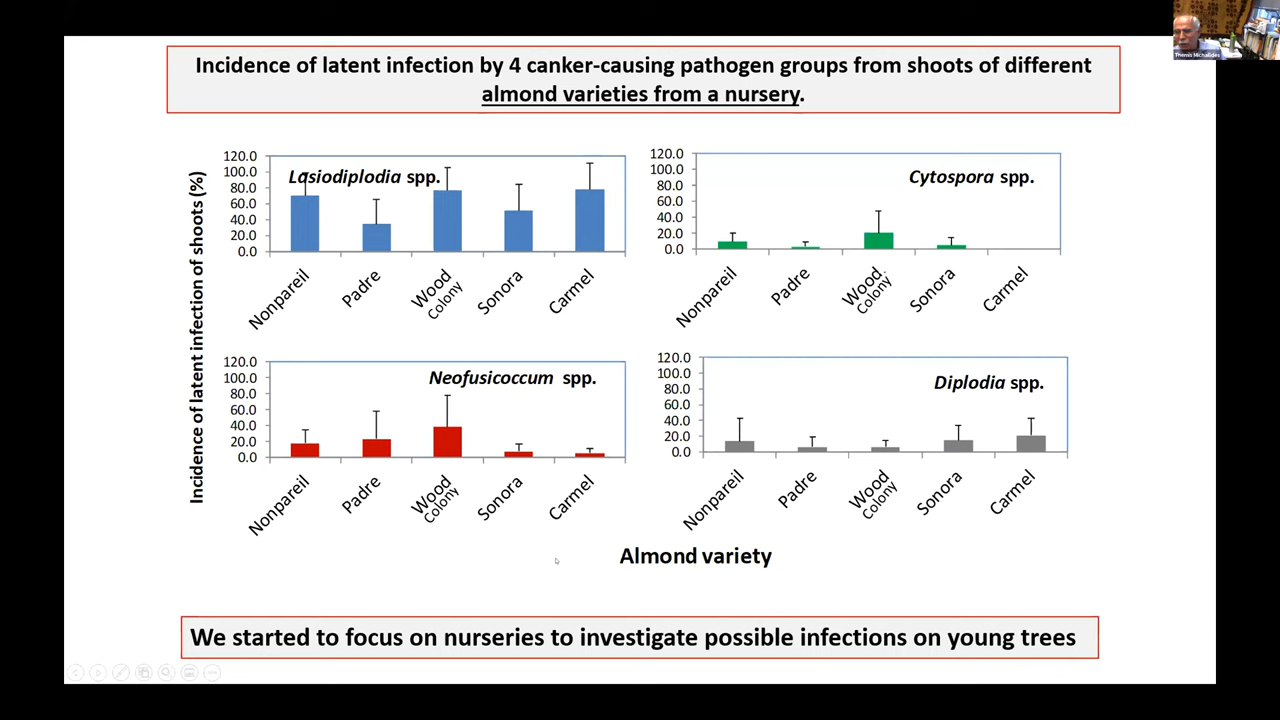 Incidence of latent infection by 4 canker-causing pathogen groups from shoots of different
almond varieties from a nursery.
Themis Michailides
Incidence of latent infection of shoots (%)
120.0
100.0
80.0
60.0
40.0
20.0
0.0
Lasiodiplodia spp.
Nonpareil
Padre
Wood
Colony
Sonora
Carmel
120.0
100.0
80.0
60.0
40.0
20.0
0.0
Cytospora spp.
Nonpareil
Padre
Wood
Colony
Sonora
Carmel
120.0
100.0
80.0
60.0
40.0
20.0
0.0
Neofusicoccum spp.
Nonpareil
Padre
Wood
Colony
Sonora
Carmel
120.0
100.0
80.0
60.0
40.0
20.0
0.0
Diplodia spp.
Nonpareil
Padre
Wood
Colony
Sonora
Carmel
Almond variety
We started to focus on nurseries to investigate possible infections on young trees